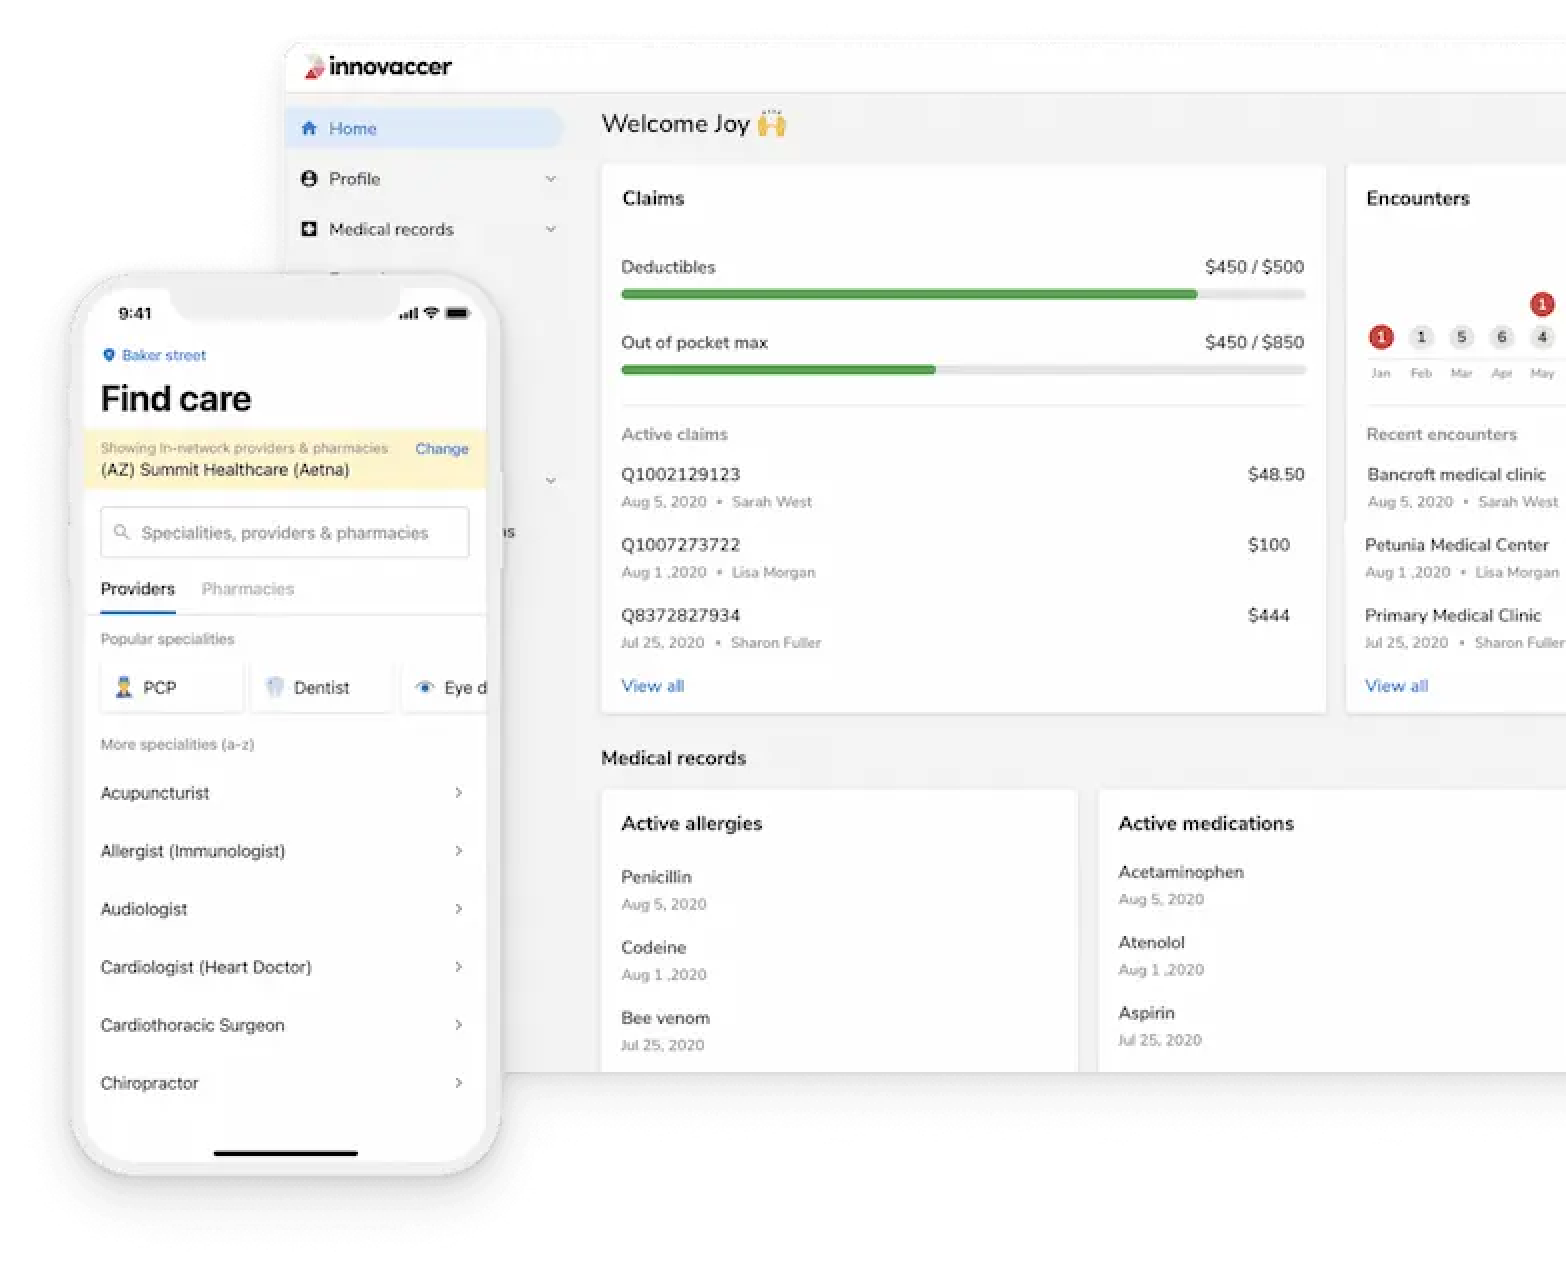 innovaccer
Home
Profile
Medical records
Welcome Joy 🙌
Claims
Deductibles $450 / $500
Out of pocket max $450 / $850
Active claims
Q1002129123 $48.50
Aug 5, 2020 • Sarah West
Q1007273722 $100
Aug 1 ,2020 • Lisa Morgan
Q8372827934 $444
Jul 25, 2020 • Sharon Fuller
View all
Encounters
1
1 1 5 6 4
Jan Feb Mar Apr May
Recent encounters
Bancroft medical clinic
Aug 5, 2020 • Sarah West
Petunia Medical Center
Aug 1 ,2020 • Lisa Morgan
Primary Medical Clinic
Jul 25, 2020 • Sharon Fuller
View all
Medical records
Active allergies
Penicillin
Aug 5, 2020
Codeine
Aug 1 ,2020
Bee venom
Jul 25, 2020
Active medications
Acetaminophen
Aug 5, 2020
Atenolol
Aug 1 ,2020
Aspirin
Jul 25, 2020
9:41
Baker street
Find care
Showing In-network providers & pharmacies Change
(AZ) Summit Healthcare (Aetna)
Specialities, providers & pharmacies
Providers Pharmacies
Popular specialities
PCP Dentist Eye d
More specialities (a-z)
Acupuncturist
Allergist (Immunologist)
Audiologist
Cardiologist (Heart Doctor)
Cardiothoracic Surgeon
Chiropractor